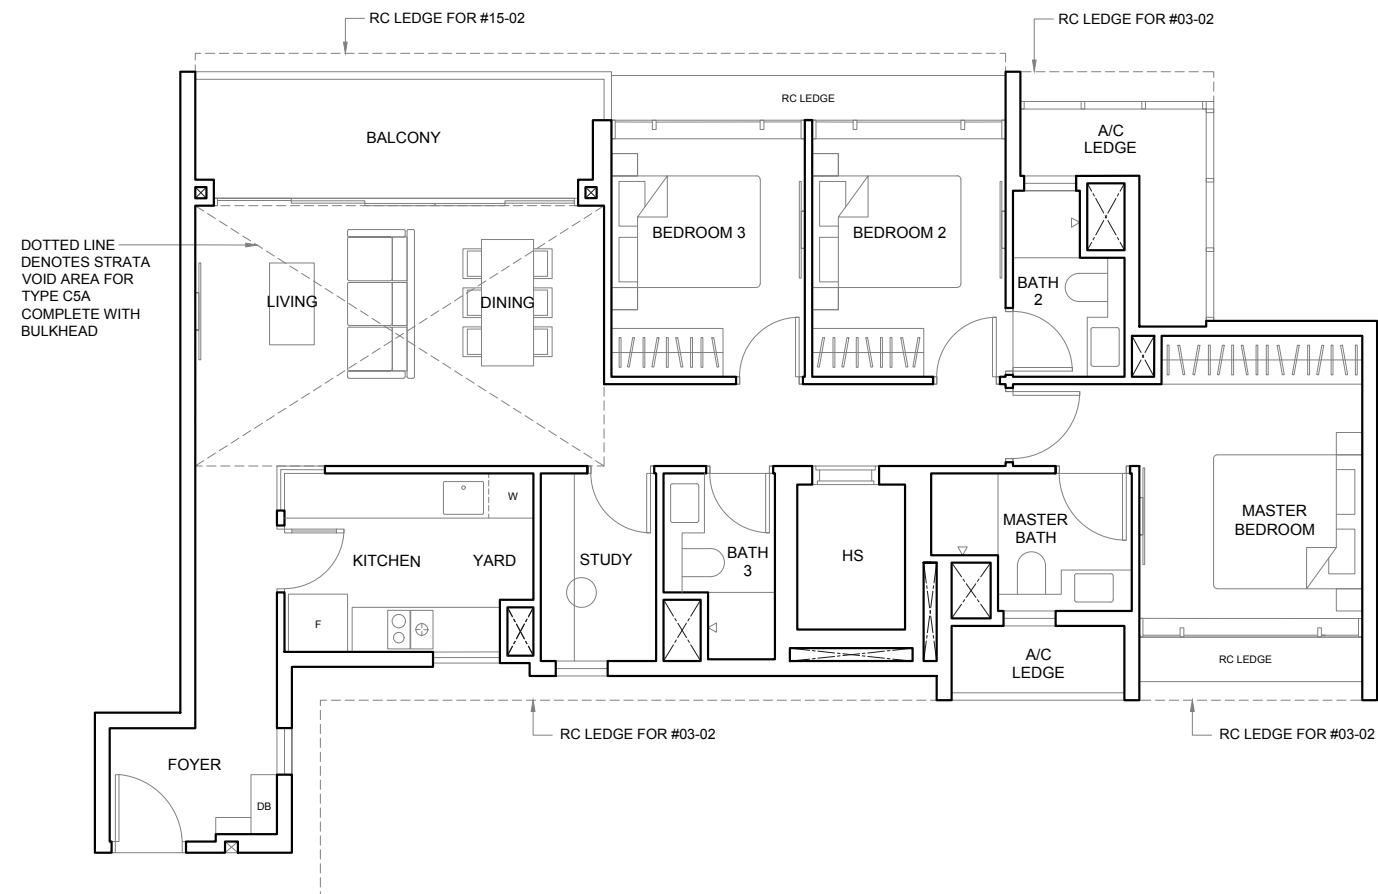 RC LEDGE FOR #15-02
RC LEDGE FOR #03-02
RC LEDGE
BALCONY
A/C
LEDGE
DOTTED LINE
DENOTES STRATA
VOID AREA FOR
TYPE C5A
COMPLETE WITH
BULKHEAD
BEDROOM 3
BEDROOM 2
LIVING
DINING
BATH
2
W
KITCHEN
YARD
STUDY
BATH
3
HS
MASTER
BATH
MASTER
BEDROOM
F
A/C
LEDGE
RC LEDGE
RC LEDGE FOR #03-02
RC LEDGE FOR #03-02
FOYER
DB